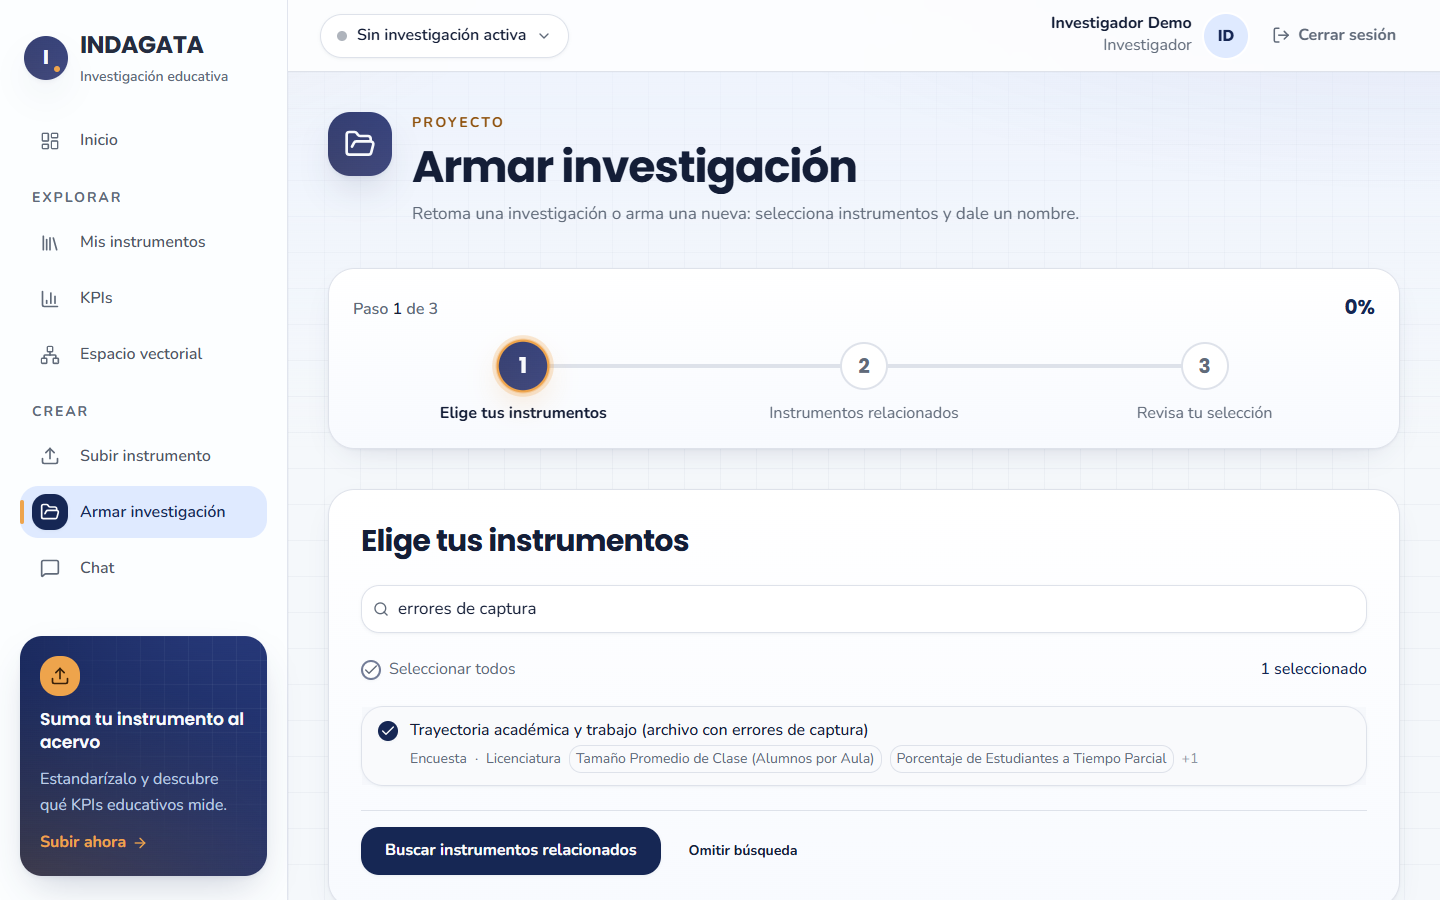 I
INDAGATA
Investigación educativa
Inicio
EXPLORAR
Mis instrumentos
KPIs
Espacio vectorial
CREAR
Subir instrumento
Armar investigación
Chat
Suma tu instrumento al
acervo
Estandarízalo y descubre
qué KPIs educativos mide.
Subir ahora →
Sin investigación activa
Investigador Demo
Investigador
ID
Cerrar sesión
PROYECTO
Armar investigación
Retoma una investigación o arma una nueva: selecciona instrumentos y dale un nombre.
Paso 1 de 3
0%
1
2
3
Elige tus instrumentos
Instrumentos relacionados
Revisa tu selección
Elige tus instrumentos
errores de captura
Seleccionar todos
1 seleccionado
Trayectoria académica y trabajo (archivo con errores de captura)
Encuesta · Licenciatura Tamaño Promedio de Clase (Alumnos por Aula) Porcentaje de Estudiantes a Tiempo Parcial +1
Buscar instrumentos relacionados
Omitir búsqueda